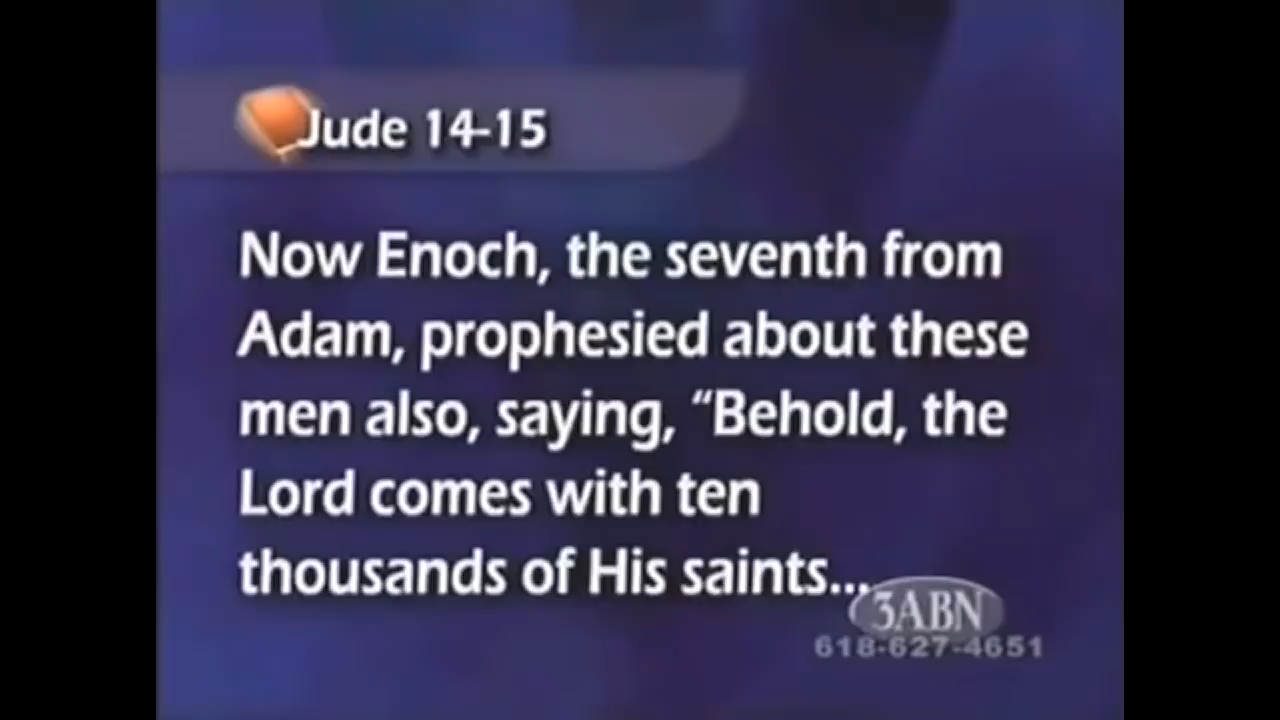 Jude 14-15
Now Enoch, the seventh from
Adam, prophesied about these
men also, saying, “Behold, the
Lord comes with ten
thousands of His saints...
3ABN
618-627-4651